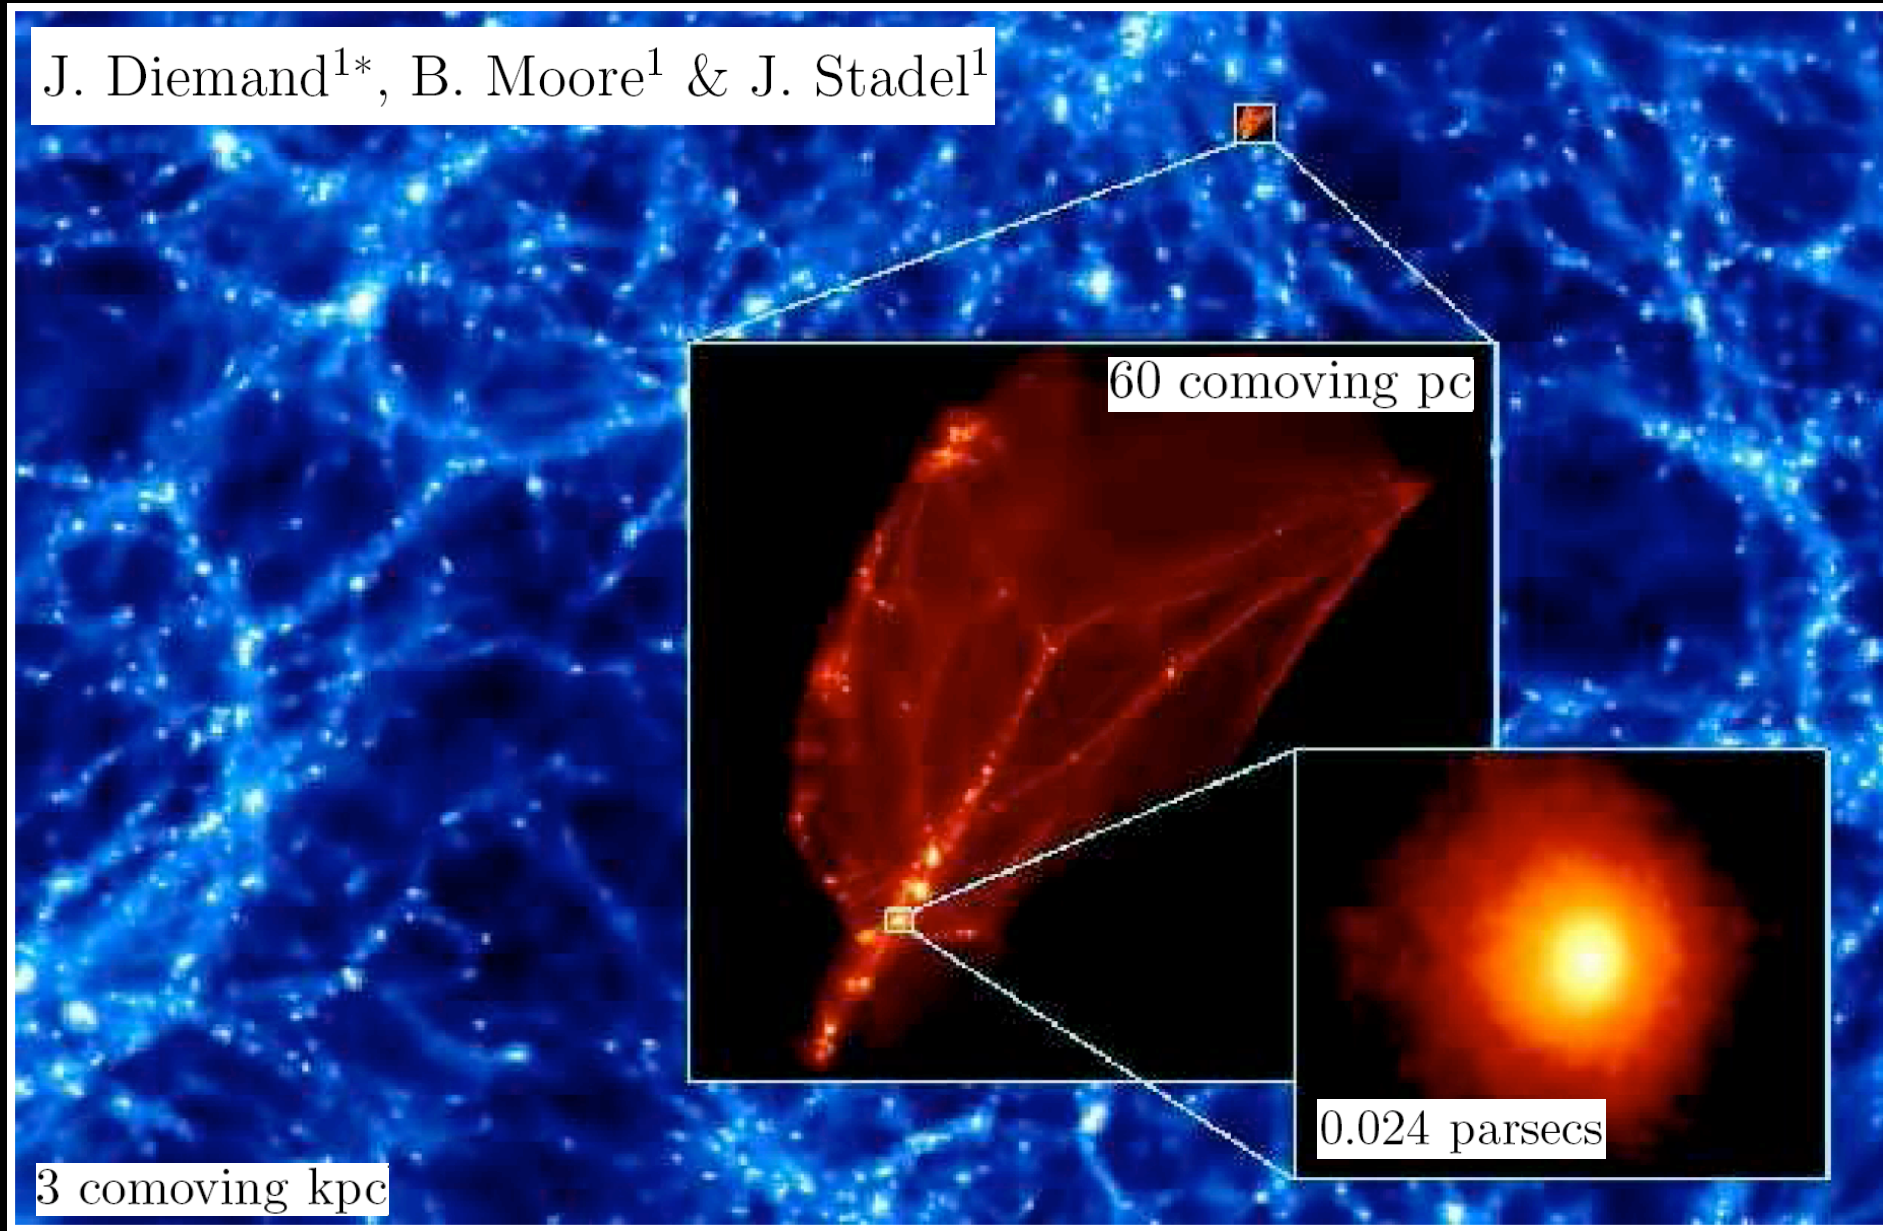 J. Diemand¹*, B. Moore¹ & J. Stadel¹
60 comoving pc
0.024 parsecs
3 comoving kpc